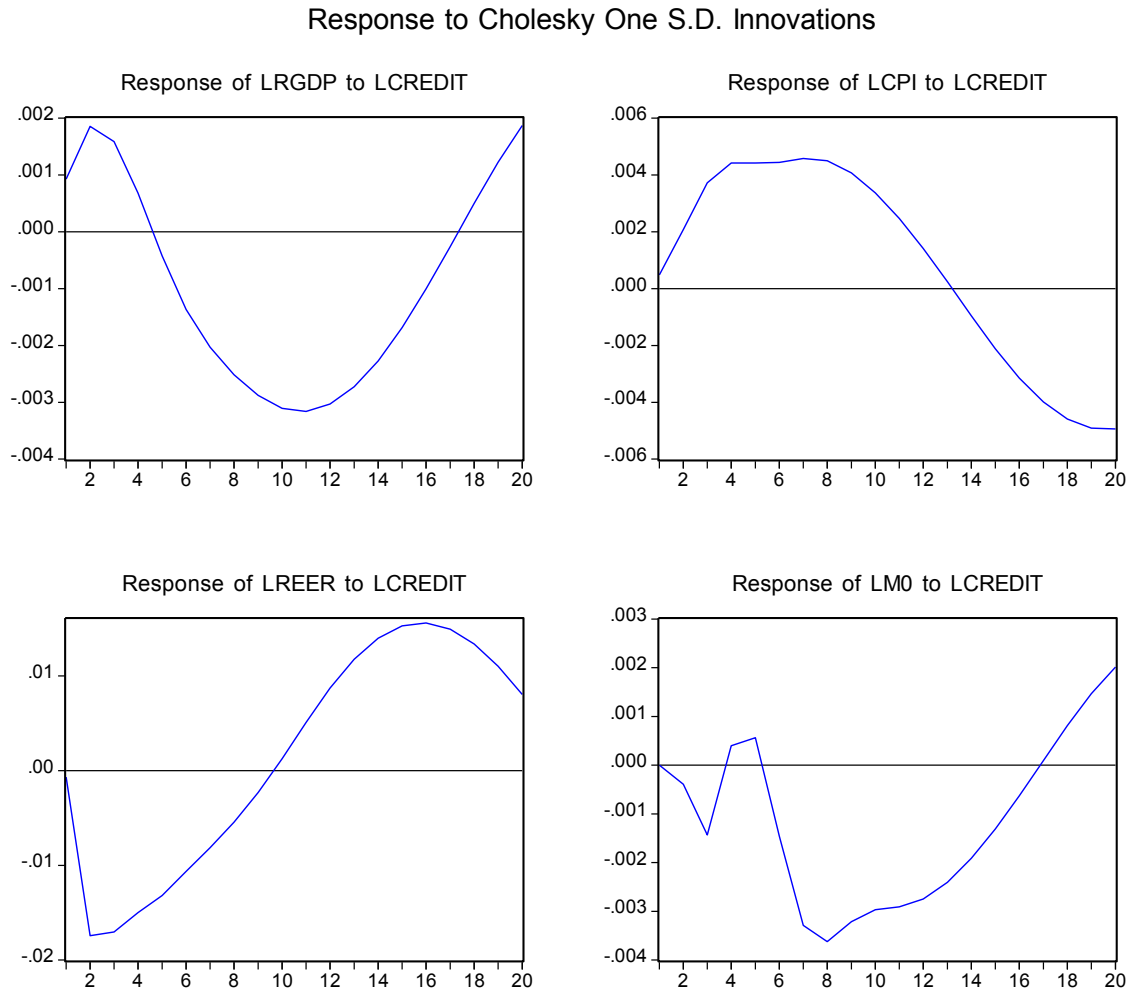 Response to Cholesky One S.D. Innovations
Response of LRGDP to LCREDIT
.002
.001
.000
-.001
-.002
-.003
-.004
2 4 6 8 10 12 14 16 18 20
Response of LCPI to LCREDIT
.006
.004
.002
.000
-.002
-.004
-.006
2 4 6 8 10 12 14 16 18 20
Response of LREER to LCREDIT
.01
.00
-.01
-.02
2 4 6 8 10 12 14 16 18 20
Response of LM0 to LCREDIT
.003
.002
.001
.000
-.001
-.002
-.003
-.004
2 4 6 8 10 12 14 16 18 20